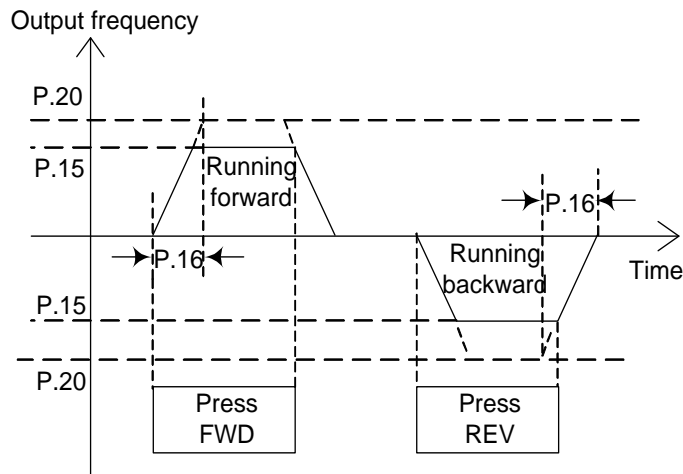 Output frequency
P.20
P.15
Running
forward
P.16
P.16
Time
Running
backward
P.15
P.20
Press
FWD
Press
REV